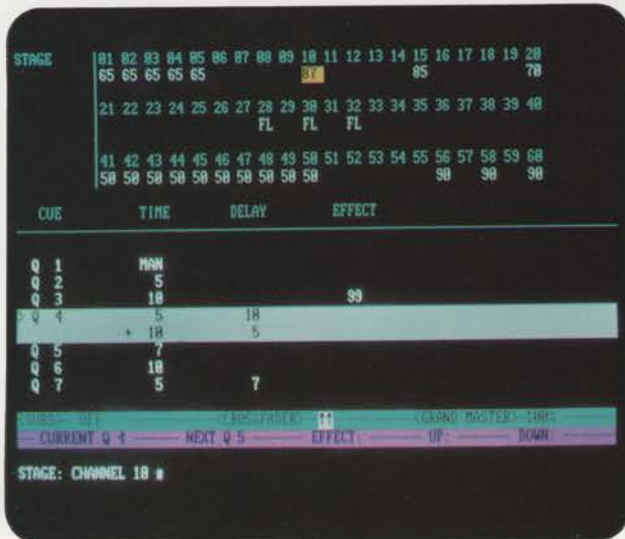 STAGE 01 02 03 04 05 06 07 08 09 10 11 12 13 14 15 16 17 18 19 20
65 65 65 65 65 87 85 70
21 22 23 24 25 26 27 28 29 30 31 32 33 34 35 36 37 38 39 40
FL FL FL
41 42 43 44 45 46 47 48 49 50 51 52 53 54 55 56 57 58 59 60
50 50 50 50 50 50 50 50 50 50 90 90 90
CUE TIME DELAY EFFECT
Q 1 MAN
Q 2 5
Q 3 10 99
> Q 4 5 10
+ 10 5
Q 5 7
Q 6 10
Q 7 5 7
<SUBS> OFF <CROSSFADER> ↑↑ <GRAND MASTER> 100%
CURRENT Q 4 NEXT Q 5 EFFECT: UP: DOWN:
STAGE: CHANNEL 10